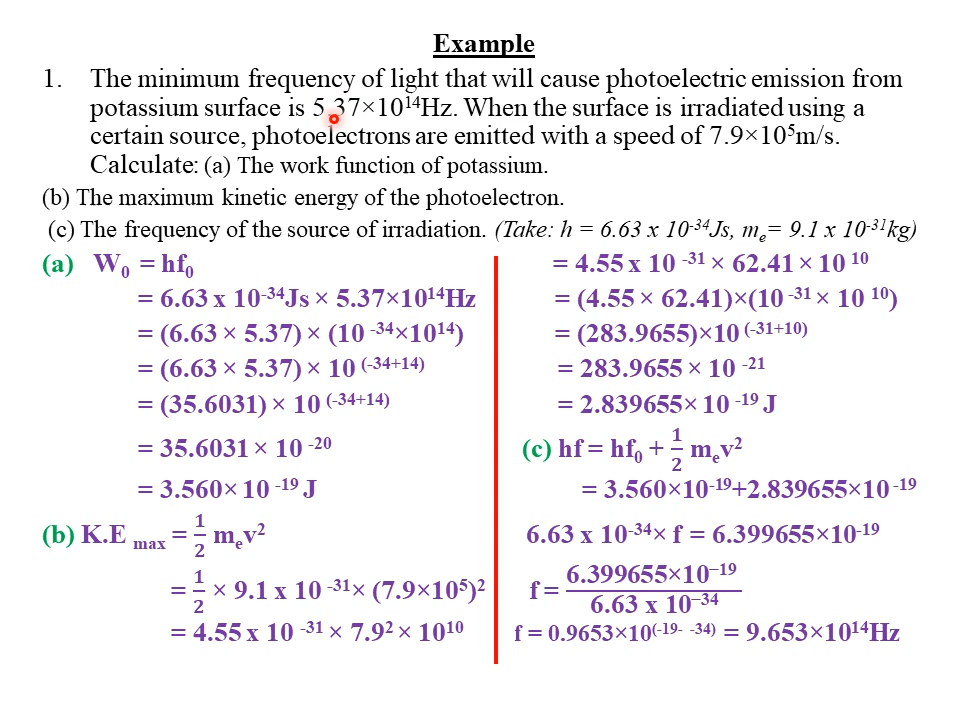 Example
1. The minimum frequency of light that will cause photoelectric emission from
potassium surface is 5.37×10¹⁴Hz. When the surface is irradiated using a
certain source, photoelectrons are emitted with a speed of 7.9×10⁵m/s.
Calculate: (a) The work function of potassium.
(b) The maximum kinetic energy of the photoelectron.
(c) The frequency of the source of irradiation. (Take: h = 6.63 x 10⁻³⁴Js, mₑ= 9.1 x 10⁻³¹kg)
(a) W₀ = hf₀
= 6.63 x 10⁻³⁴Js × 5.37×10¹⁴Hz
= (6.63 × 5.37) × (10 ⁻³⁴×10¹⁴)
= (6.63 × 5.37) × 10 ⁽⁻³⁴⁺¹⁴⁾
= (35.6031) × 10 ⁽⁻³⁴⁺¹⁴⁾
= 35.6031 × 10 ⁻²⁰
= 3.560× 10 ⁻¹⁹ J
(b) K.E ₘₐₓ = 1/2 mₑv²
= 1/2 × 9.1 x 10 ⁻³¹× (7.9×10⁵)²
= 4.55 x 10 ⁻³¹ × 7.9² × 10¹⁰
= 4.55 x 10 ⁻³¹ × 62.41 × 10 ¹⁰
= (4.55 × 62.41)×(10 ⁻³¹ × 10 ¹⁰)
= (283.9655)×10 ⁽⁻³¹⁺¹⁰⁾
= 283.9655 × 10 ⁻²¹
= 2.839655× 10 ⁻¹⁹ J
(c) hf = hf₀ + 1/2 mₑv²
= 3.560×10⁻¹⁹+2.839655×10 ⁻¹⁹
6.63 x 10⁻³⁴× f = 6.399655×10⁻¹⁹
f = 6.399655×10⁻¹⁹ / 6.63 x 10⁻³⁴
f = 0.9653×10⁽⁻¹⁹⁻ ⁻³⁴⁾ = 9.653×10¹⁴Hz